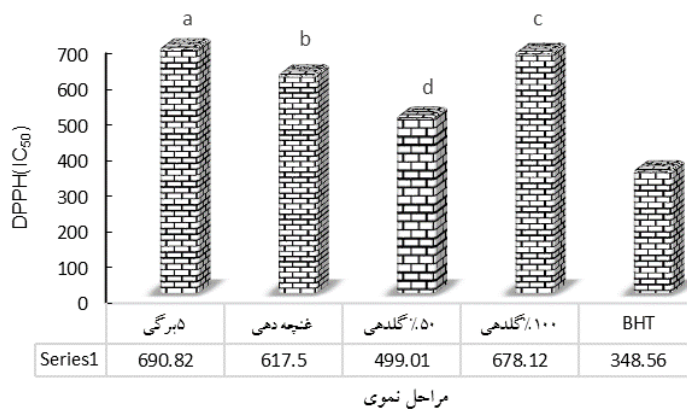 a
b
d
c
DPPH(IC50)
700
600
500
400
300
200
100
0
۵برگی
غنچه دهی
۵۰٪گلدهی
۱۰۰٪گلدهی
BHT
Series1 690.82 617.5 499.01 678.12 348.56
مراحل نموی